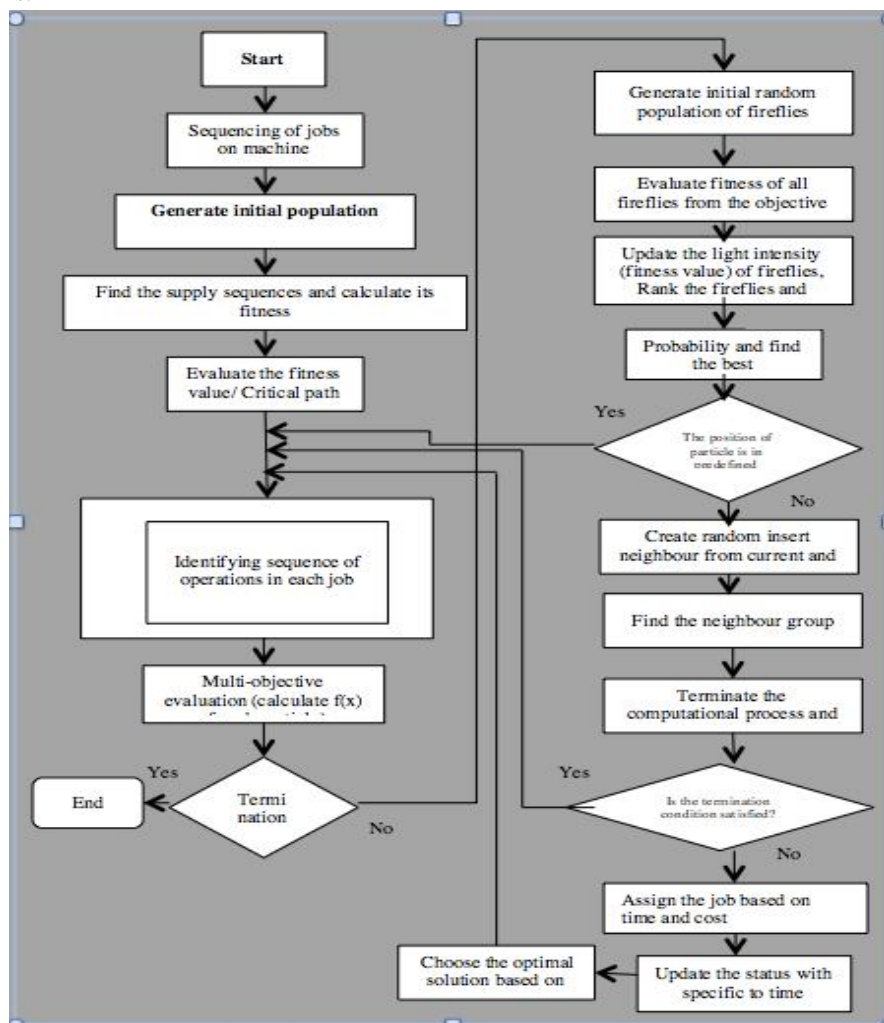 Start
Sequencing of jobs
on machine
Generate initial population
Find the supply sequences and calculate its
fitness
Evaluate the fitness
value/ Critical path
Identifying sequence of
operations in each job
Multi-objective
evaluation (calculate f(x)
Termi
nation
Yes
End
No
Generate initial random
population of fireflies
Evaluate fitness of all
fireflies from the objective
Update the light intensity
(fitness value) of fireflies,
Rank the fireflies and
Probability and find
the best
Yes
The position of
particle is in
No
Create random insert
neighbour from current and
Find the neighbour group
Terminate the
computational process and
Yes
Is the termination
condition satisfied?
No
Assign the job based on
time and cost
Update the status with
specific to time
Choose the optimal
solution based on